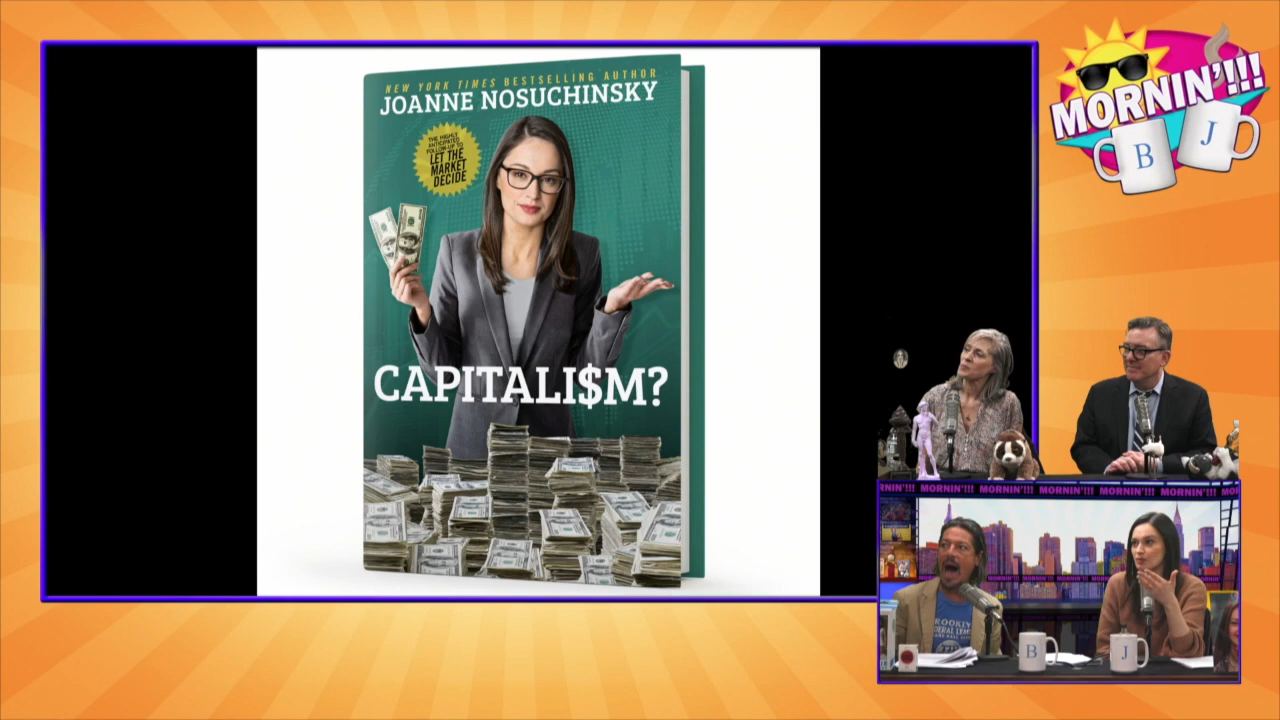 NEW YORK TIMES BESTSELLING AUTHOR
JOANNE NOSUCHINSKY
THE HIGHLY
ANTICIPATED
FOLLOW-UP TO
LET THE
MARKET
DECIDE
CAPITALI$M?
MORNIN'!!!
B
J
MORNIN'!!! MORNIN'!!! MORNIN'!!! MORNIN'!!! MORNIN'!!!
B
J